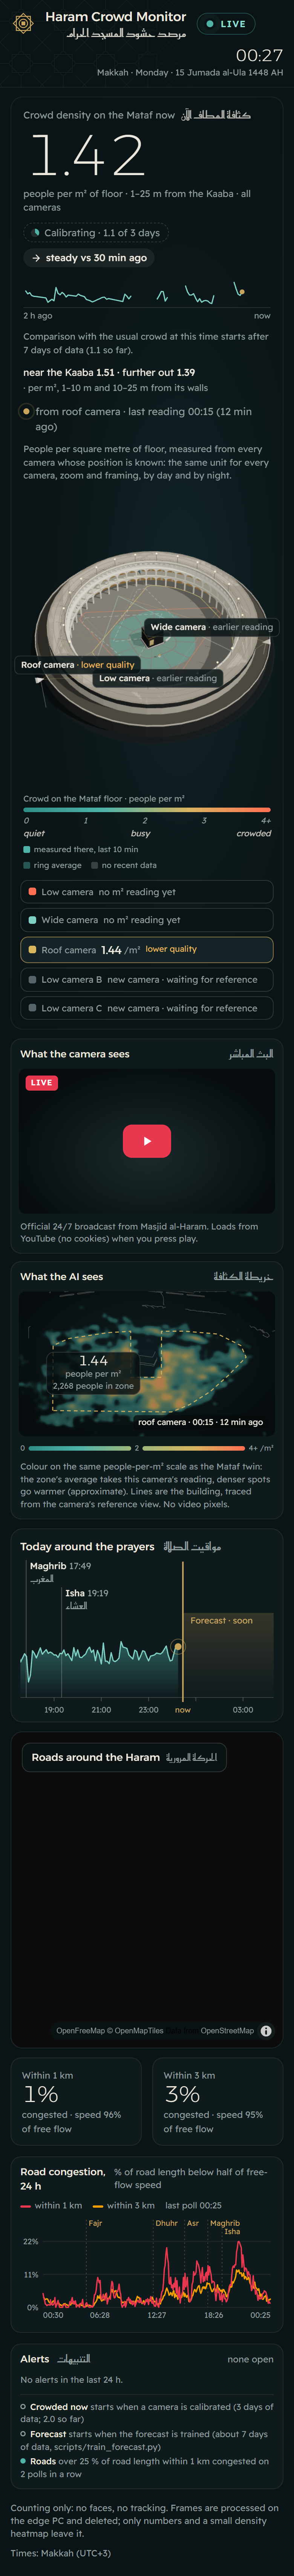 Haram Crowd Monitor
مرصد حشود المسجد الحرام
LIVE
00:27
Makkah · Monday · 15 Jumada al-Ula 1448 AH
Crowd density on the Mataf now كثافة المطاف الآن
1.42
people per m² of floor · 1–25 m from the Kaaba · all
cameras
Calibrating · 1.1 of 3 days
→ steady vs 30 min ago
2 h ago
now
Comparison with the usual crowd at this time starts after
7 days of data (1.1 so far).
near the Kaaba 1.51 · further out 1.39
· per m², 1–10 m and 10–25 m from its walls
from roof camera · last reading 00:15 (12 min
ago)
People per square metre of floor, measured from every
camera whose position is known: the same unit for every
camera, zoom and framing, by day and by night.
Wide camera · earlier reading
Roof camera · lower quality
Low camera · earlier reading
Crowd on the Mataf floor · people per m²
0 1 2 3 4+
quiet busy crowded
measured there, last 10 min
ring average no recent data
Low camera no m² reading yet
Wide camera no m² reading yet
Roof camera 1.44 /m² lower quality
Low camera B new camera · waiting for reference
Low camera C new camera · waiting for reference
What the camera sees البث المباشر
LIVE
Official 24/7 broadcast from Masjid al-Haram. Loads from
YouTube (no cookies) when you press play.
What the AI sees خريطة الكثافة
1.44
people per m²
2,268 people in zone
roof camera · 00:15 · 12 min ago
0 2 4+ /m²
Colour on the same people-per-m² scale as the Mataf twin:
the zone's average takes this camera's reading, denser spots
go warmer (approximate). Lines are the building, traced
from the camera's reference view. No video pixels.
Today around the prayers مواقيت الصلاة
Maghrib 17:49
المغرب
Isha 19:19
العشاء
Forecast · soon
19:00 21:00 23:00 now 03:00
Roads around the Haram الحركة المرورية
OpenFreeMap © OpenMapTiles OpenStreetMap
Within 1 km
1%
congested · speed 96%
of free flow
Within 3 km
3%
congested · speed 95%
of free flow
Road congestion,
24 h
% of road length below half of free-
flow speed
within 1 km within 3 km last poll 00:25
Fajr Dhuhr Asr Maghrib
Isha
22%
11%
0%
00:30 06:28 12:27 18:26 00:25
Alerts التنبيهات none open
No alerts in the last 24 h.
Crowded now starts when a camera is calibrated (3 days of
data; 2.0 so far)
Forecast starts when the forecast is trained (about 7 days
of data, scripts/train_forecast.py)
Roads over 25 % of road length within 1 km congested on
2 polls in a row
Counting only: no faces, no tracking. Frames are processed on
the edge PC and deleted; only numbers and a small density
heatmap leave it.
Times: Makkah (UTC+3)